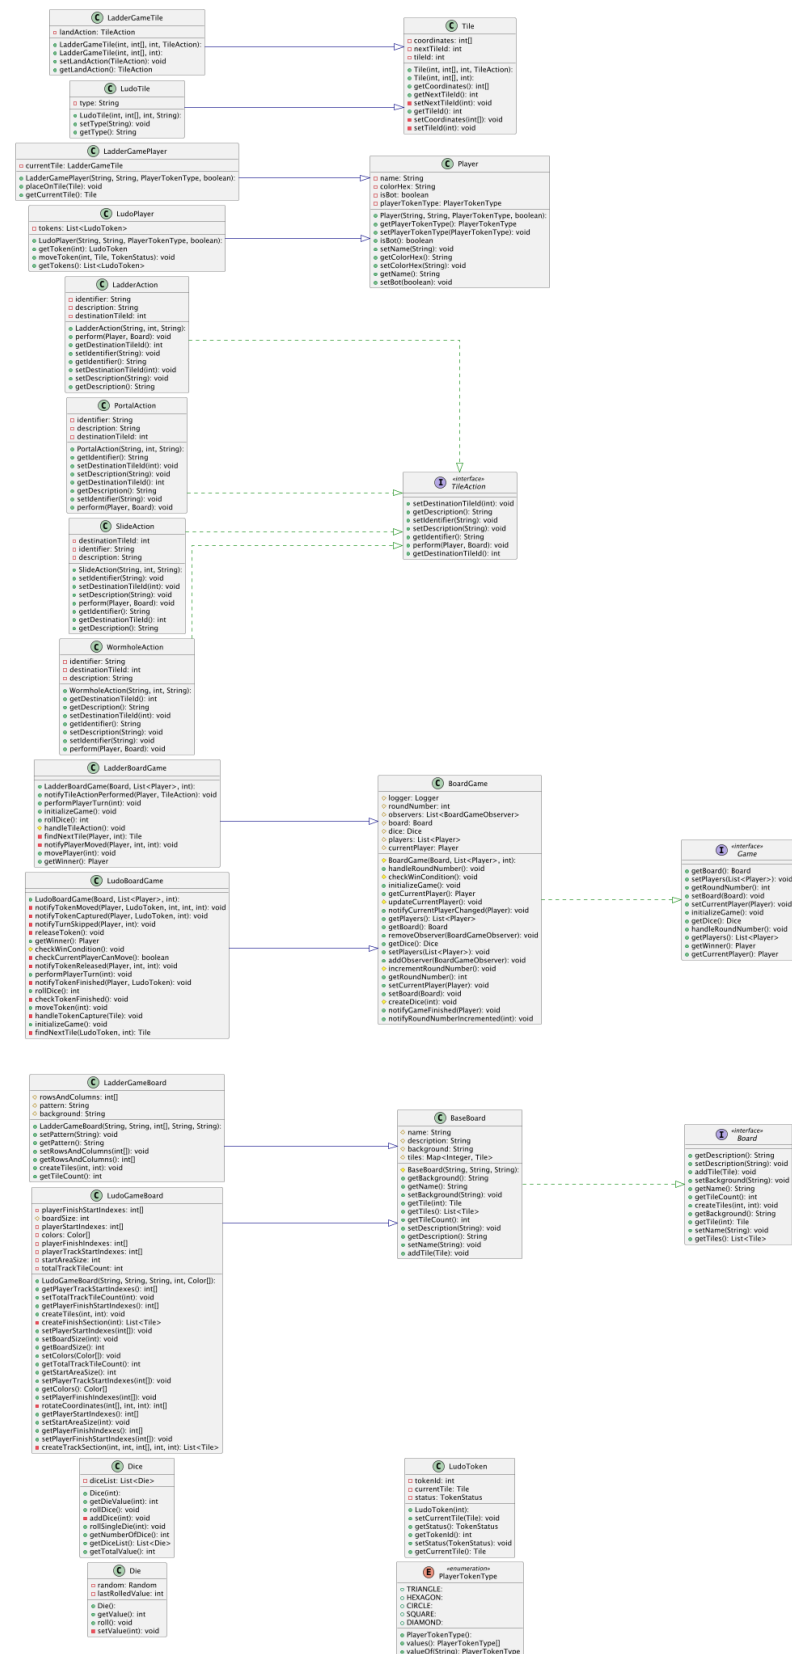 LadderGameTile
landAction: TileAction
LadderGameTile(int, int[], int, TileAction):
LadderGameTile(int, int[], int):
setLandAction(TileAction): void
getLandAction(): TileAction
Tile
coordinates: int[]
nextTileId: int
tileId: int
Tile(int, int[], int, TileAction):
Tile(int, int[], int):
getCoordinates(): int[]
getNextTileId(): int
setNextTileId(int): void
getTileId(): int
setCoordinates(int[]): void
setTileId(int): void
LudoTile
type: String
LudoTile(int, int[], int, String):
setType(String): void
getType(): String
LadderGamePlayer
currentTile: LadderGameTile
LadderGamePlayer(String, String, PlayerTokenType, boolean):
placeOnTile(Tile): void
getCurrentTile(): Tile
Player
name: String
colorHex: String
isBot: boolean
playerTokenType: PlayerTokenType
Player(String, String, PlayerTokenType, boolean):
getPlayerTokenType(): PlayerTokenType
setPlayerTokenType(PlayerTokenType): void
isBot(): boolean
setName(String): void
getColorHex(): String
setColorHex(String): void
getName(): String
setBot(boolean): void
LudoPlayer
tokens: List<LudoToken>
LudoPlayer(String, String, PlayerTokenType, boolean):
getToken(int): LudoToken
moveToken(int, Tile, TokenStatus): void
getTokens(): List<LudoToken>
LadderAction
identifier: String
description: String
destinationTileId: int
LadderAction(String, int, String):
perform(Player, Board): void
getDestinationTileId(): int
setIdentifier(String): void
getIdentifier(): String
setDestinationTileId(int): void
setDescription(String): void
getDescription(): String
PortalAction
identifier: String
description: String
destinationTileId: int
PortalAction(String, int, String):
getIdentifier(): String
setDestinationTileId(int): void
setDescription(String): void
getDestinationTileId(): int
getDescription(): String
setIdentifier(String): void
perform(Player, Board): void
«interface»
TileAction
setDestinationTileId(int): void
getDescription(): String
setIdentifier(String): void
setDescription(String): void
getIdentifier(): String
perform(Player, Board): void
getDestinationTileId(): int
SlideAction
destinationTileId: int
identifier: String
description: String
SlideAction(String, int, String):
setIdentifier(String): void
setDestinationTileId(int): void
setDescription(String): void
perform(Player, Board): void
getIdentifier(): String
getDestinationTileId(): int
getDescription(): String
WormholeAction
identifier: String
destinationTileId: int
description: String
WormholeAction(String, int, String):
getDestinationTileId(): int
getDescription(): String
setDestinationTileId(int): void
getIdentifier(): String
setDescription(String): void
setIdentifier(String): void
perform(Player, Board): void
LadderBoardGame
LadderBoardGame(Board, List<Player>, int):
notifyTileActionPerformed(Player, TileAction): void
performPlayerTurn(int): void
initializeGame(): void
rollDice(): int
handleTileAction(): void
findNextTile(Player, int): Tile
notifyPlayerMoved(Player, int, int): void
movePlayer(int): void
getWinner(): Player
BoardGame
logger: Logger
roundNumber: int
observers: List<BoardGameObserver>
board: Board
dice: Dice
players: List<Player>
currentPlayer: Player
BoardGame(Board, List<Player>, int):
handleRoundNumber(): void
checkWinCondition(): void
initializeGame(): void
getCurrentPlayer(): Player
updateCurrentPlayer(): void
notifyCurrentPlayerChanged(Player): void
getPlayers(): List<Player>
getBoard(): Board
removeObserver(BoardGameObserver): void
getDice(): Dice
setPlayers(List<Player>): void
addObserver(BoardGameObserver): void
incrementRoundNumber(): void
getRoundNumber(): int
setCurrentPlayer(Player): void
setBoard(Board): void
createDice(int): void
notifyGameFinished(Player): void
notifyRoundNumberIncremented(int): void
«interface»
Game
getBoard(): Board
setPlayers(List<Player>): void
getRoundNumber(): int
setBoard(Board): void
setCurrentPlayer(Player): void
initializeGame(): void
getDice(): Dice
handleRoundNumber(): void
getPlayers(): List<Player>
getWinner(): Player
getCurrentPlayer(): Player
LudoBoardGame
LudoBoardGame(Board, List<Player>, int):
notifyTokenMoved(Player, LudoToken, int, int, int): void
notifyTokenCaptured(Player, LudoToken, int): void
notifyTurnSkipped(Player, int): void
releaseToken(): void
getWinner(): Player
checkWinCondition(): void
checkCurrentPlayerCanMove(): boolean
notifyTokenReleased(Player, int, int): void
performPlayerTurn(int): void
notifyTokenFinished(Player, LudoToken): void
rollDice(): int
checkTokenFinished(): void
moveToken(int): void
handleTokenCapture(Tile): void
initializeGame(): void
findNextTile(LudoToken, int): Tile
LadderGameBoard
rowsAndColumns: int[]
pattern: String
background: String
LadderGameBoard(String, String, int[], String, String):
setPattern(String): void
getPattern(): String
setRowsAndColumns(int[]): void
getRowsAndColumns(): int[]
createTiles(int, int): void
getTileCount(): int
BaseBoard
name: String
description: String
background: String
tiles: Map<Integer, Tile>
BaseBoard(String, String, String):
getBackground(): String
getName(): String
setBackground(String): void
getTile(int): Tile
getTiles(): List<Tile>
getTileCount(): int
setDescription(String): void
getDescription(): String
setName(String): void
addTile(Tile): void
«interface»
Board
getDescription(): String
setDescription(String): void
addTile(Tile): void
setBackground(String): void
getName(): String
getTileCount(): int
createTiles(int, int): void
getBackground(): String
getTile(int): Tile
setName(String): void
getTiles(): List<Tile>
LudoGameBoard
playerFinishStartIndexes: int[]
boardSize: int
playerStartIndexes: int[]
colors: Color[]
playerFinishIndexes: int[]
playerTrackStartIndexes: int[]
startAreaSize: int
totalTrackTileCount: int
LudoGameBoard(String, String, String, int, Color[]):
getPlayerTrackStartIndexes(): int[]
setTotalTrackTileCount(int): void
getPlayerFinishStartIndexes(): int[]
createTiles(int, int): void
createFinishSection(int): List<Tile>
setPlayerStartIndexes(int[]): void
setBoardSize(int): void
getBoardSize(): int
setColors(Color[]): void
getTotalTrackTileCount(): int
getStartAreaSize(): int
setPlayerTrackStartIndexes(int[]): void
getColors(): Color[]
setPlayerFinishIndexes(int[]): void
rotateCoordinates(int[], int, int): int[]
getPlayerStartIndexes(): int[]
setStartAreaSize(int): void
getPlayerFinishIndexes(): int[]
setPlayerFinishStartIndexes(int[]): void
createTrackSection(int, int, int[], int, int): List<Tile>
Dice
diceList: List<Die>
Dice(int):
getDieValue(int): int
rollDice(): void
addDice(int): void
rollSingleDie(int): void
getNumberOfDice(): int
getDiceList(): List<Die>
getTotalValue(): int
LudoToken
tokenId: int
currentTile: Tile
status: TokenStatus
LudoToken(int):
setCurrentTile(Tile): void
getStatus(): TokenStatus
getTokenId(): int
setStatus(TokenStatus): void
getCurrentTile(): Tile
Die
random: Random
lastRolledValue: int
Die():
getValue(): int
roll(): void
setValue(int): void
«enumeration»
PlayerTokenType
TRIANGLE:
HEXAGON:
CIRCLE:
SQUARE:
DIAMOND:
PlayerTokenType():
values(): PlayerTokenType[]
valueOf(String): PlayerTokenType